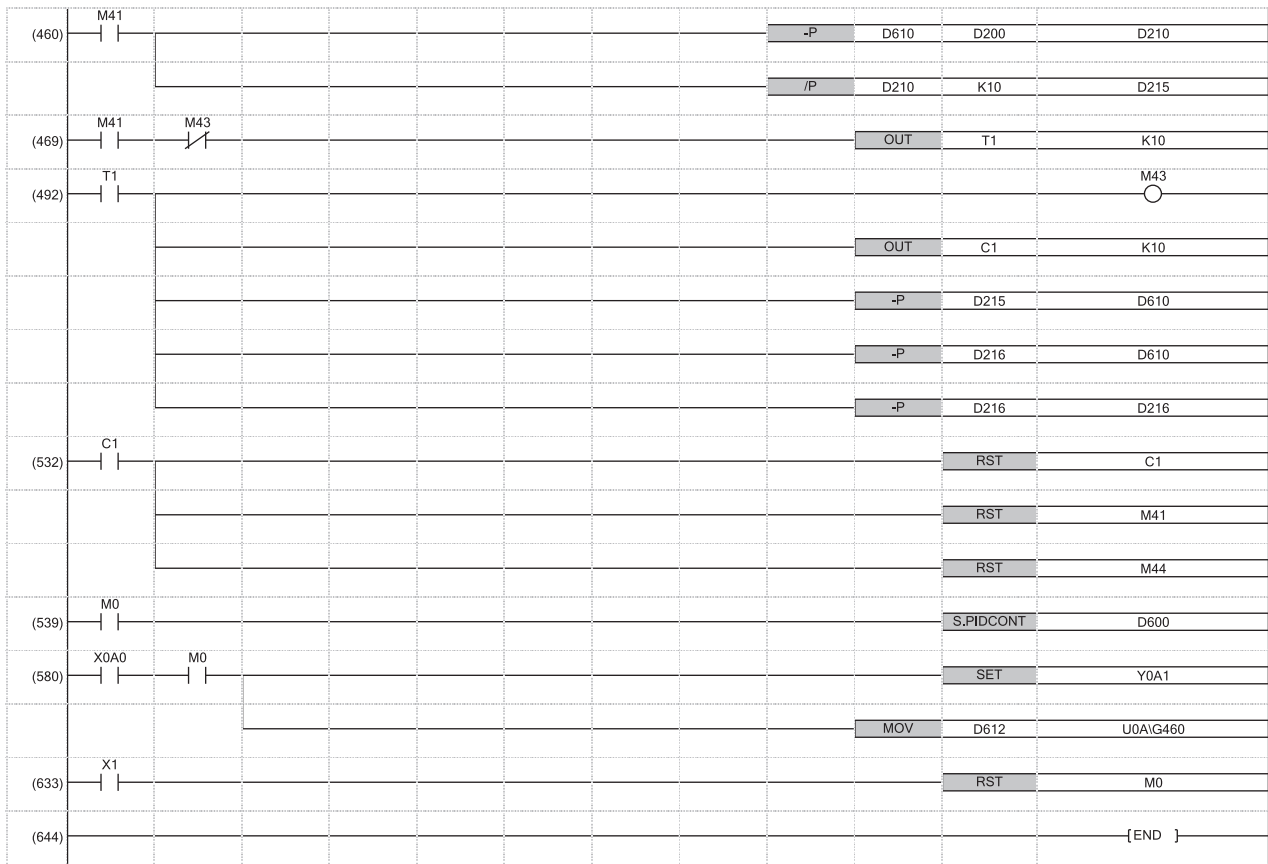 M41
(460) -P D610 D200 D210
/P D210 K10 D215
M41 M43
(469) OUT T1 K10
T1 M43
(492)
OUT C1 K10
-P D215 D610
-P D216 D610
-P D216 D216
C1
(532) RST C1
RST M41
RST M44
M0
(539) S.PIDCONT D600
X0A0 M0
(580) SET Y0A1
MOV D612 U0A\G460
X1
(633) RST M0
(644) [END ]